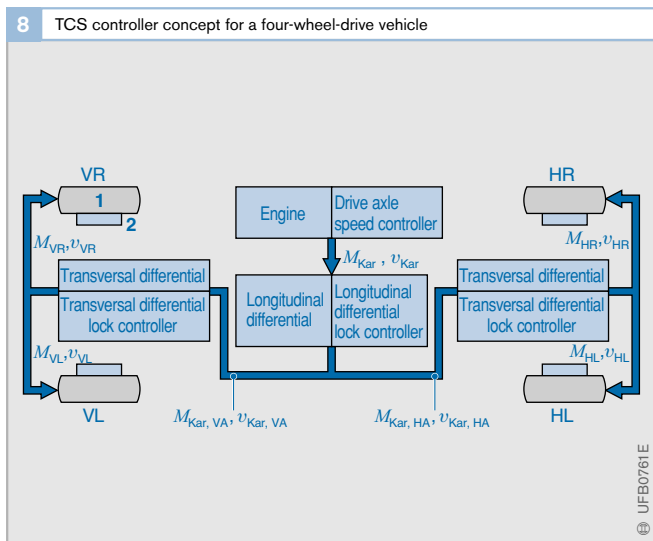 8 TCS controller concept for a four-wheel-drive vehicle
VR
1
2
M_VR, v_VR
HR
M_HR, v_HR
Engine
Drive axle
speed controller
M_Kar , v_Kar
Transversal differential
Transversal differential
lock controller
Longitudinal
differential
Longitudinal
differential
lock controller
Transversal differential
Transversal differential
lock controller
M_VL, v_VL
VL
M_HL, v_HL
HL
M_Kar, VA, v_Kar, VA
M_Kar, HA, v_Kar, HA
UFB0761E